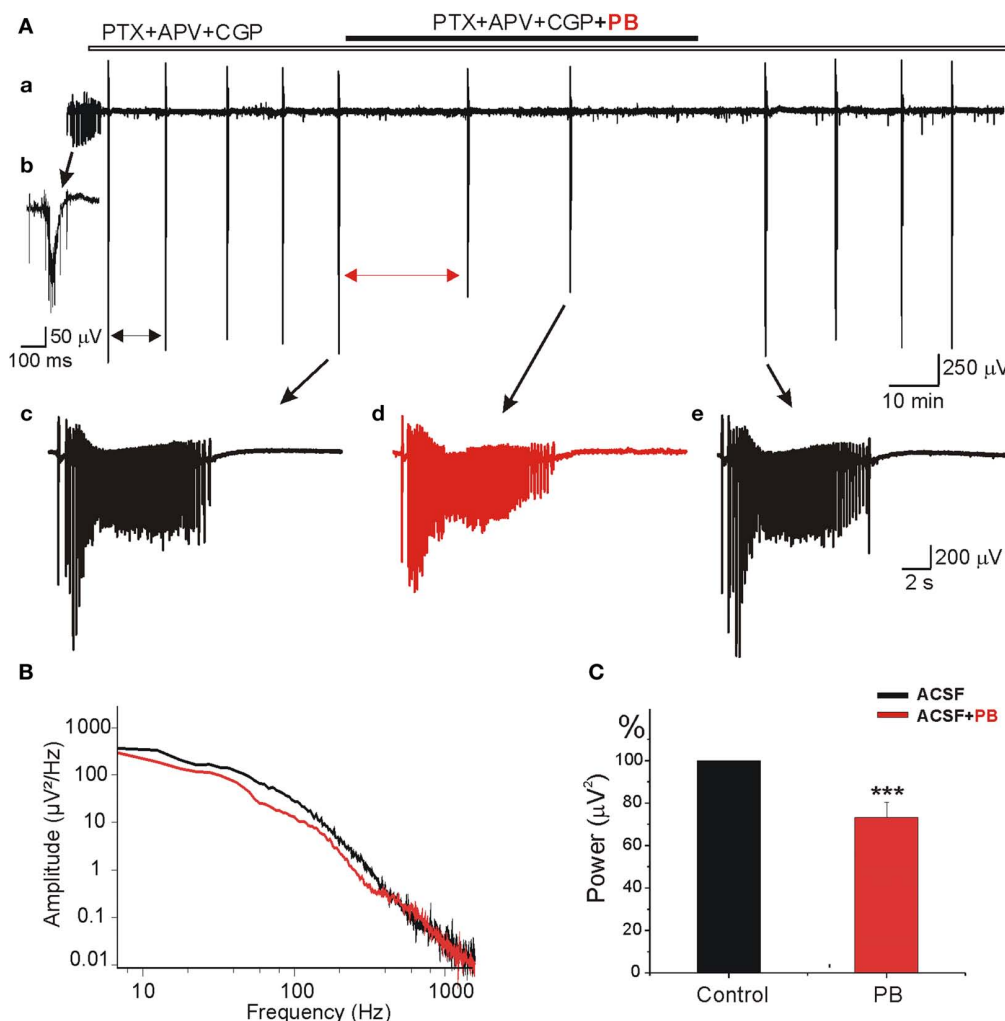 A
PTX+APV+CGP
PTX+APV+CGP+PB
a
b
50 µV
100 ms
250 µV
10 min
c
d
e
200 µV
2 s
B
C
ACSF
ACSF+PB
Amplitude (µV²/Hz)
1000
100
10
1
0.1
0.01
10
100
1000
Frequency (Hz)
%
Power (µV²)
100
80
60
40
20
0
***
Control
PB